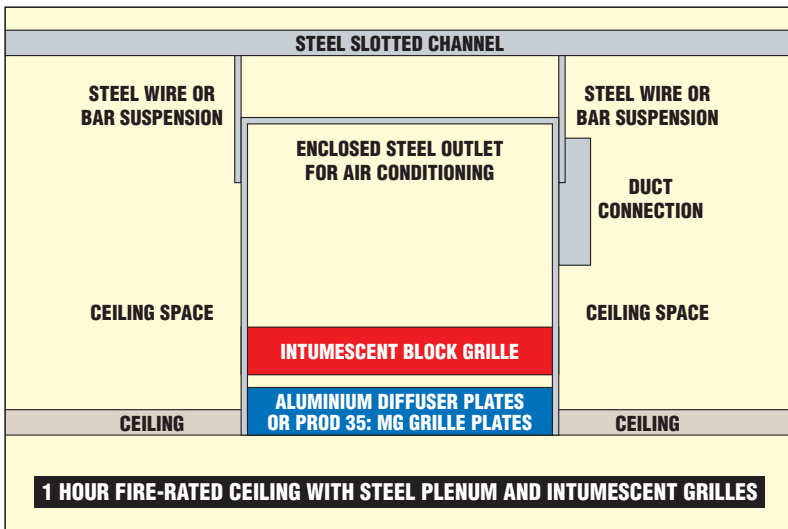 STEEL SLOTTED CHANNEL
STEEL WIRE OR
BAR SUSPENSION
ENCLOSED STEEL OUTLET
FOR AIR CONDITIONING
STEEL WIRE OR
BAR SUSPENSION
DUCT
CONNECTION
CEILING SPACE
CEILING SPACE
INTUMESCENT BLOCK GRILLE
ALUMINIUM DIFFUSER PLATES
OR PROD 35: MG GRILLE PLATES
CEILING
CEILING
1 HOUR FIRE-RATED CEILING WITH STEEL PLENUM AND INTUMESCENT GRILLES